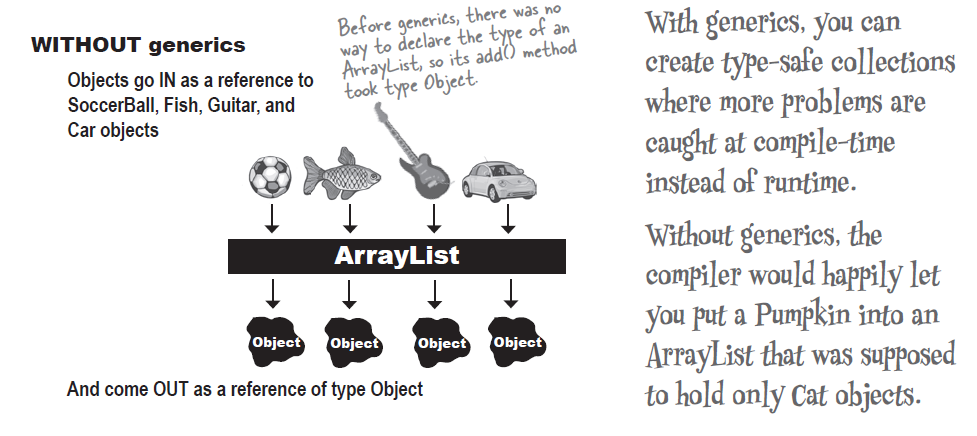 WITHOUT generics
Objects go IN as a reference to
SoccerBall, Fish, Guitar, and
Car objects
Before generics, there was no
way to declare the type of an
ArrayList, so its add() method
took type Object.
ArrayList
Object
Object
Object
Object
And come OUT as a reference of type Object
With generics, you can
create type-safe collections
where more problems are
caught at compile-time
instead of runtime.
Without generics, the
compiler would happily let
you put a Pumpkin into an
ArrayList that was supposed
to hold only Cat objects.